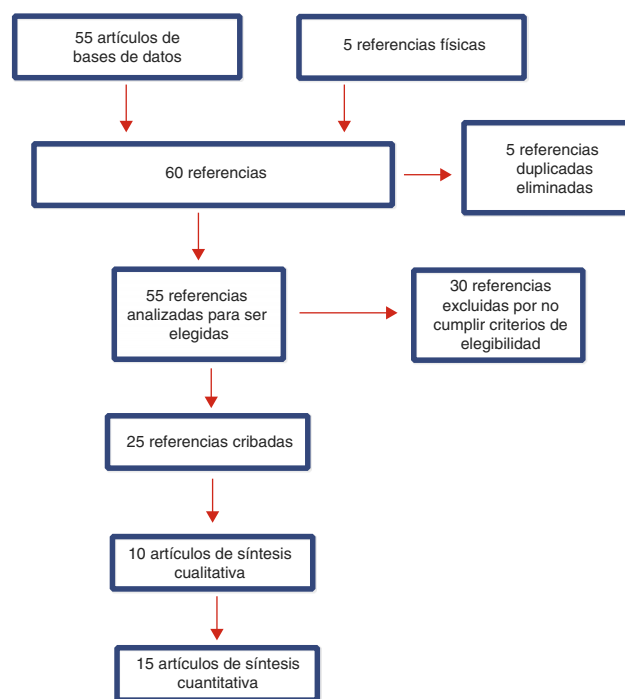 55 artículos de
bases de datos
5 referencias físicas
60 referencias
5 referencias
duplicadas
eliminadas
55 referencias
analizadas para ser
elegidas
30 referencias
excluidas por no
cumplir criterios de
elegibilidad
25 referencias cribadas
10 artículos de síntesis
cualitativa
15 artículos de síntesis
cuantitativa